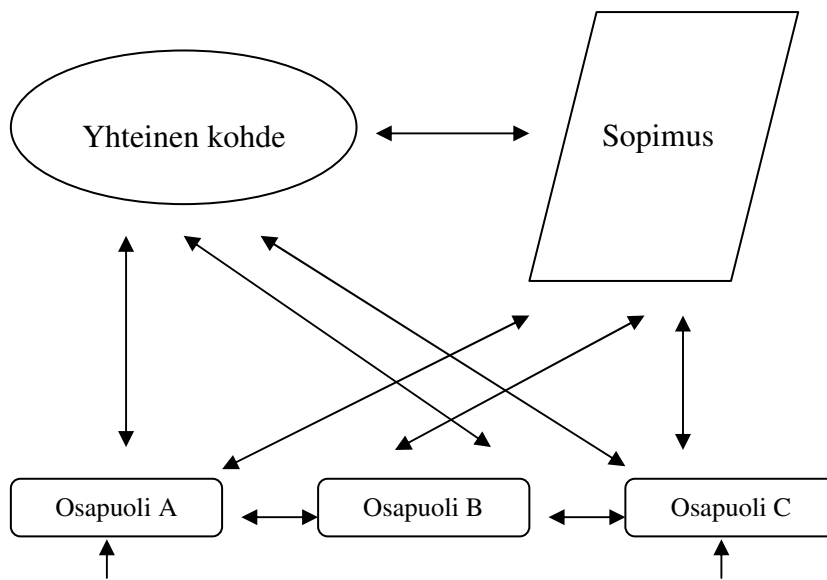 Yhteinen kohde
Sopimus
Osapuoli A
Osapuoli B
Osapuoli C